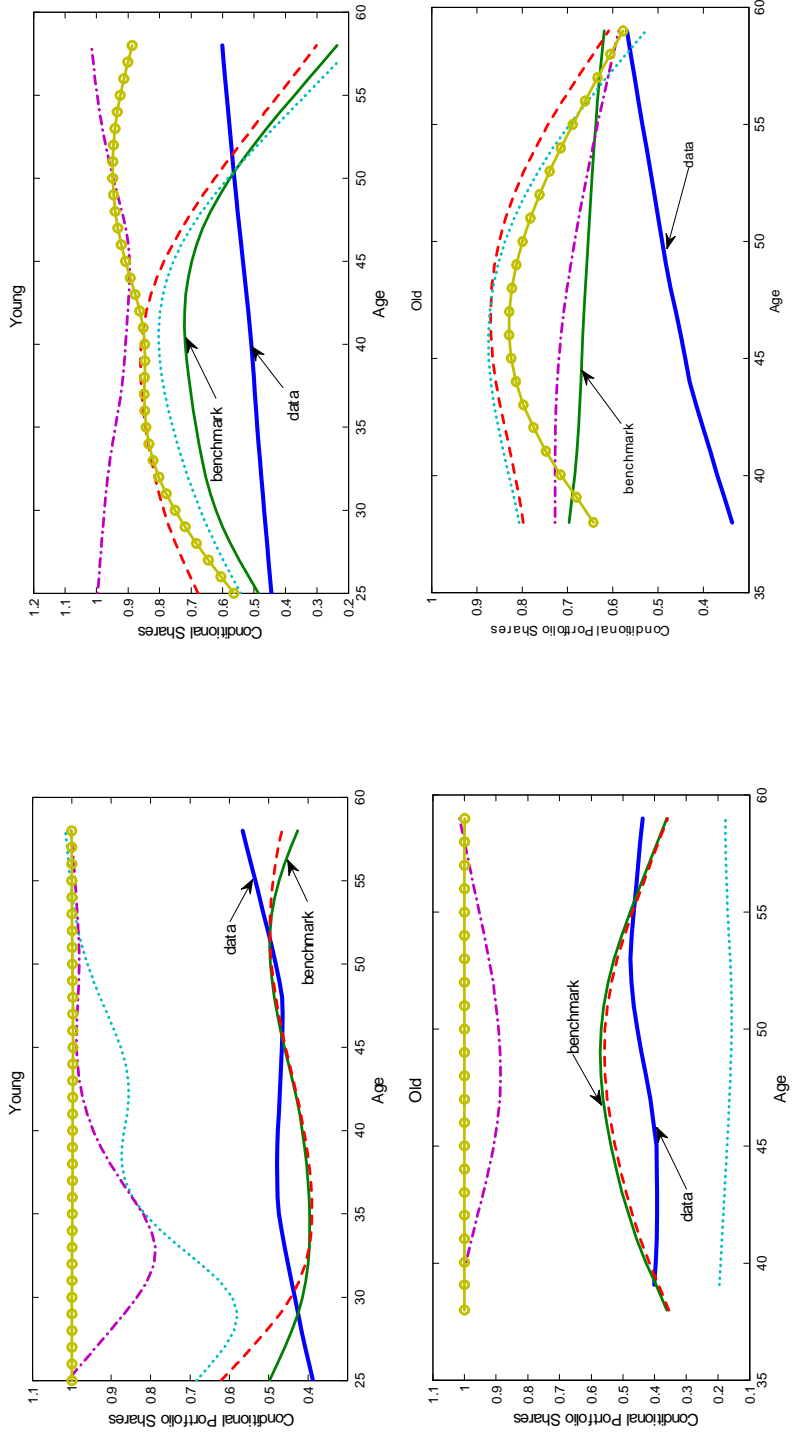 Young
1.1
1
0.9
0.8
0.7
0.6
0.5
0.4
Conditional Portfolio Shares
data
benchmark
25 30 35 40 45 50 55 60
Age
Young
1.2
1.1
1
0.9
0.8
0.7
0.6
0.5
0.4
0.3
0.2
Conditional Shares
benchmark
data
25 30 35 40 45 50 55 60
Age
Old
1.1
1
0.9
0.8
0.7
0.6
0.5
0.4
0.3
0.2
0.1
Conditional Portfolio Shares
benchmark
data
35 40 45 50 55 60
Age
Old
1
0.9
0.8
0.7
0.6
0.5
0.4
Conditional Portfolio Shares
data
benchmark
35 40 45 50 55 60
Age